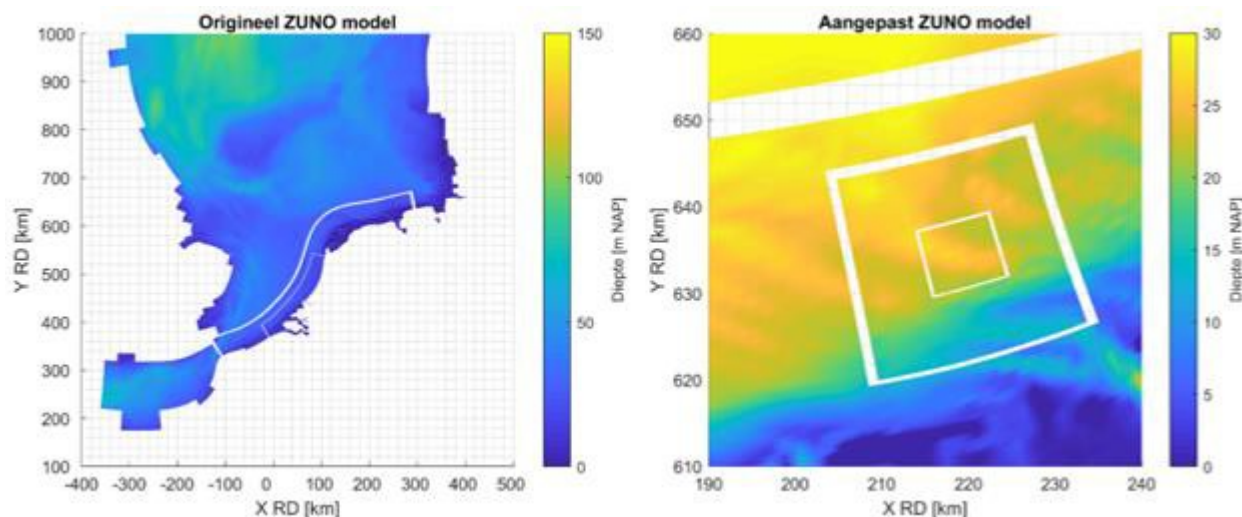 Origineel ZUNO model
1000
900
800
700
600
500
400
300
200
100
-400 -300 -200 -100 0 100 200 300 400 500
X RD [km]
Y RD [km]
150
100
50
0
Diepte [m NAP]
Aangepast ZUNO model
660
650
640
630
620
610
190 200 210 220 230 240
X RD [km]
Y RD [km]
30
25
20
15
10
5
0
Diepte [m NAP]